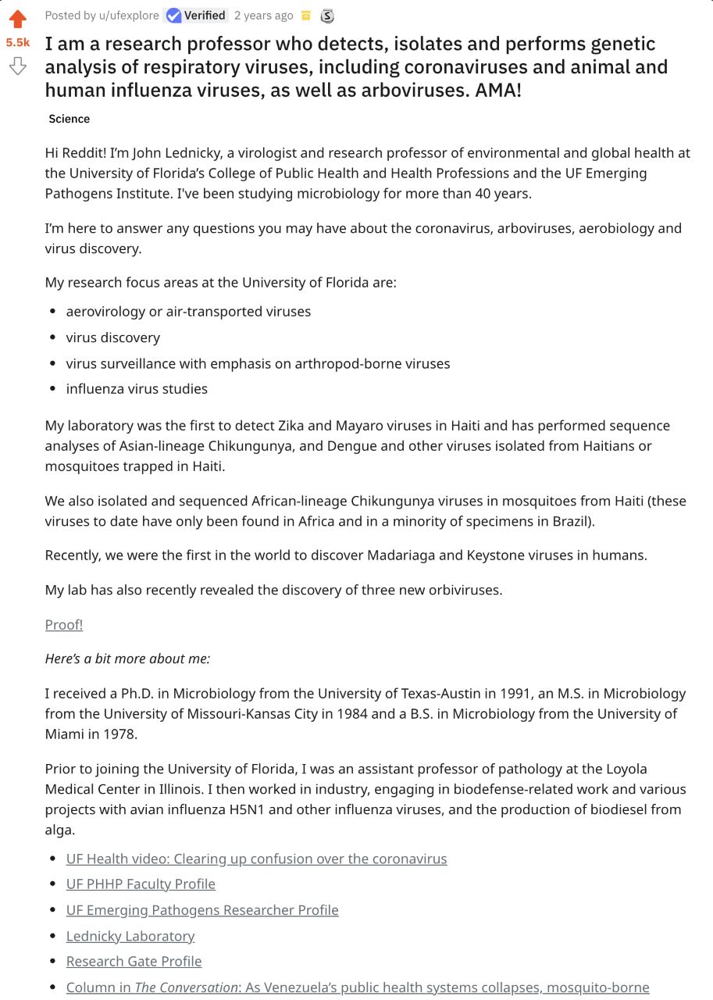 Posted by u/ufexplore Verified 2 years ago
5.5k
I am a research professor who detects, isolates and performs genetic
analysis of respiratory viruses, including coronaviruses and animal and
human influenza viruses, as well as arboviruses. AMA!
Science
Hi Reddit! I’m John Lednicky, a virologist and research professor of environmental and global health at
the University of Florida’s College of Public Health and Health Professions and the UF Emerging
Pathogens Institute. I've been studying microbiology for more than 40 years.
I’m here to answer any questions you may have about the coronavirus, arboviruses, aerobiology and
virus discovery.
My research focus areas at the University of Florida are:
• aerovirology or air-transported viruses
• virus discovery
• virus surveillance with emphasis on arthropod-borne viruses
• influenza virus studies
My laboratory was the first to detect Zika and Mayaro viruses in Haiti and has performed sequence
analyses of Asian-lineage Chikungunya, and Dengue and other viruses isolated from Haitians or
mosquitoes trapped in Haiti.
We also isolated and sequenced African-lineage Chikungunya viruses in mosquitoes from Haiti (these
viruses to date have only been found in Africa and in a minority of specimens in Brazil).
Recently, we were the first in the world to discover Madariaga and Keystone viruses in humans.
My lab has also recently revealed the discovery of three new orbiviruses.
Proof!
Here’s a bit more about me:
I received a Ph.D. in Microbiology from the University of Texas-Austin in 1991, an M.S. in Microbiology
from the University of Missouri-Kansas City in 1984 and a B.S. in Microbiology from the University of
Miami in 1978.
Prior to joining the University of Florida, I was an assistant professor of pathology at the Loyola
Medical Center in Illinois. I then worked in industry, engaging in biodefense-related work and various
projects with avian influenza H5N1 and other influenza viruses, and the production of biodiesel from
alga.
• UF Health video: Clearing up confusion over the coronavirus
• UF PHHP Faculty Profile
• UF Emerging Pathogens Researcher Profile
• Lednicky Laboratory
• Research Gate Profile
• Column in The Conversation: As Venezuela’s public health systems collapses, mosquito-borne